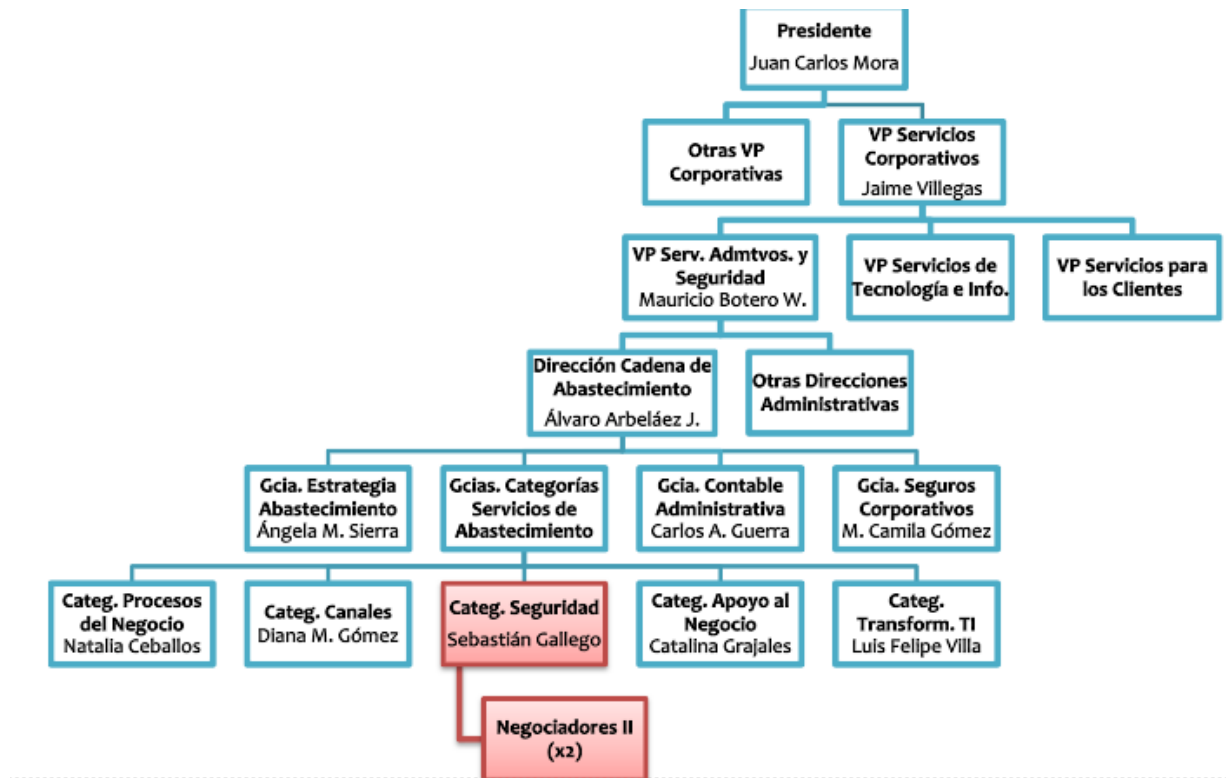 Presidente
Juan Carlos Mora
Otras VP
Corporativas
VP Servicios
Corporativos
Jaime Villegas
VP Serv. Admtvos. y
Seguridad
Mauricio Botero W.
VP Servicios de
Tecnología e Info.
VP Servicios para
los Clientes
Dirección Cadena de
Abastecimiento
Álvaro Arbeláez J.
Otras Direcciones
Administrativas
Gcia. Estrategia
Abastecimiento
Ángela M. Sierra
Gcias. Categorías
Servicios de
Abastecimiento
Gcia. Contable
Administrativa
Carlos A. Guerra
Gcia. Seguros
Corporativos
M. Camila Gómez
Categ. Procesos
del Negocio
Natalia Ceballos
Categ. Canales
Diana M. Gómez
Categ. Seguridad
Sebastián Gallego
Categ. Apoyo al
Negocio
Catalina Grajales
Categ.
Transform. TI
Luis Felipe Villa
Negociadores II
(x2)